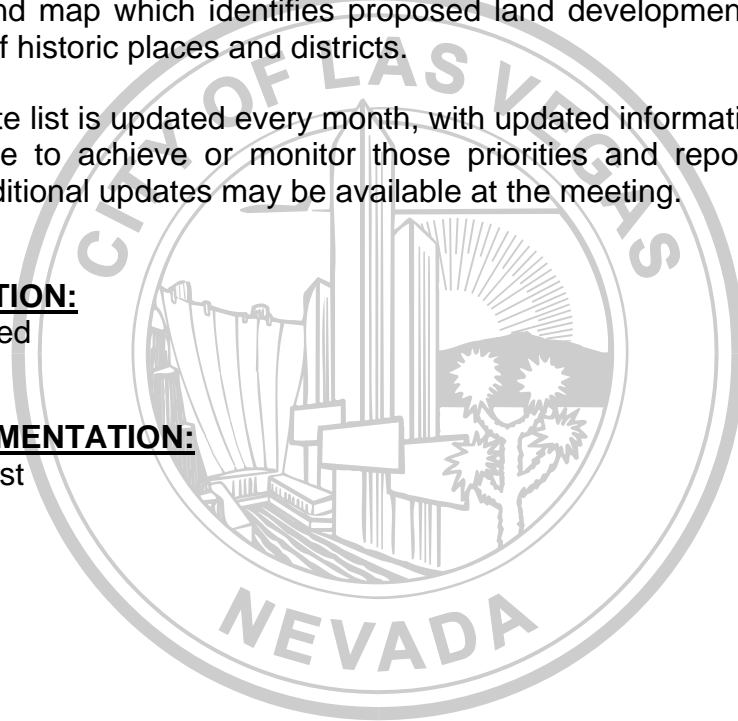 nd map which identifies proposed land developmen
f historic places and districts.
te list is updated every month, with updated informati
e to achieve or monitor those priorities and repo
ditional updates may be available at the meeting.
TION:
ed
MENTATION:
st
CITY OF LAS VEGAS
NEVADA